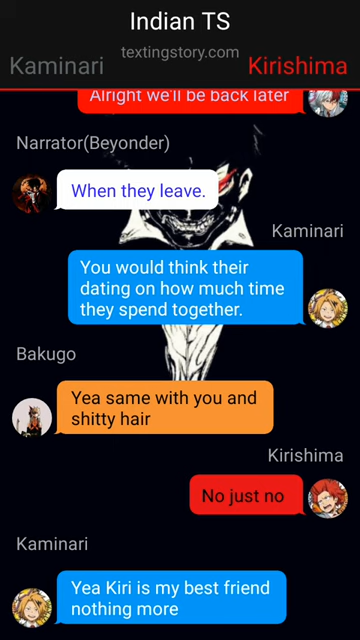 Indian TS
textingstory.com
Kaminari
Kirishima
Alright we'll be back later
Narrator(Beyonder)
When they leave.
Kaminari
You would think their
dating on how much time
they spend together.
Bakugo
Yea same with you and
shitty hair
Kirishima
No just no
Kaminari
Yea Kiri is my best friend
nothing more